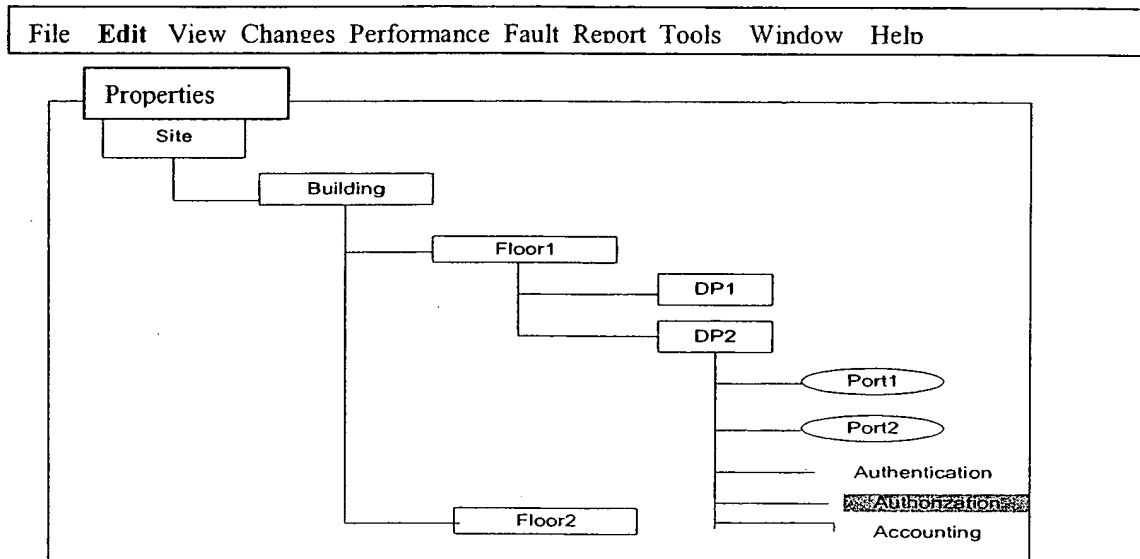 File Edit View Changes Performance Fault Report Tools Window Help
Properties
Site
Building
Floor1
DP1
DP2
Port1
Port2
Authentication
Authorization
Floor2
Accounting